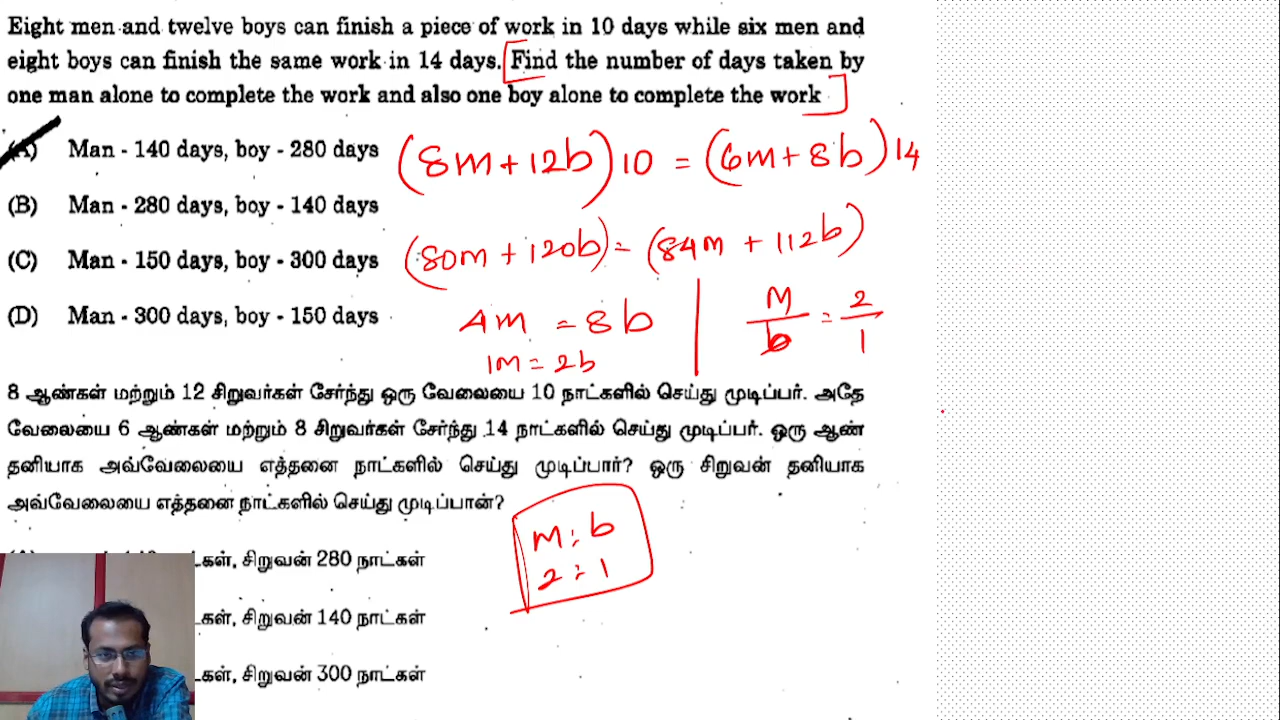 Eight men and twelve boys can finish a piece of work in 10 days while six men and
eight boys can finish the same work in 14 days. Find the number of days taken by
one man alone to complete the work and also one boy alone to complete the work
(A) Man - 140 days, boy - 280 days
(8m + 12b) 10 = (6m + 8b) 14
(B) Man - 280 days, boy - 140 days
(80m + 120b) = (84m + 112b)
(C) Man - 150 days, boy - 300 days
(D) Man - 300 days, boy - 150 days
4m = 8b
1m = 2b
M/b = 2/1
8 ஆண்கள் மற்றும் 12 சிறுவர்கள் சேர்ந்து ஒரு வேலையை 10 நாட்களில் செய்து முடிப்பர். அதே
வேலையை 6 ஆண்கள் மற்றும் 8 சிறுவர்கள் சேர்ந்து 14 நாட்களில் செய்து முடிப்பர். ஒரு ஆண்
தனியாக அவ்வேலையை எத்தனை நாட்களில் செய்து முடிப்பார்? ஒரு சிறுவன் தனியாக
அவ்வேலையை எத்தனை நாட்களில் செய்து முடிப்பான்?
m : b
2 : 1
சிறுவன் 280 நாட்கள்
சிறுவன் 140 நாட்கள்
சிறுவன் 300 நாட்கள்